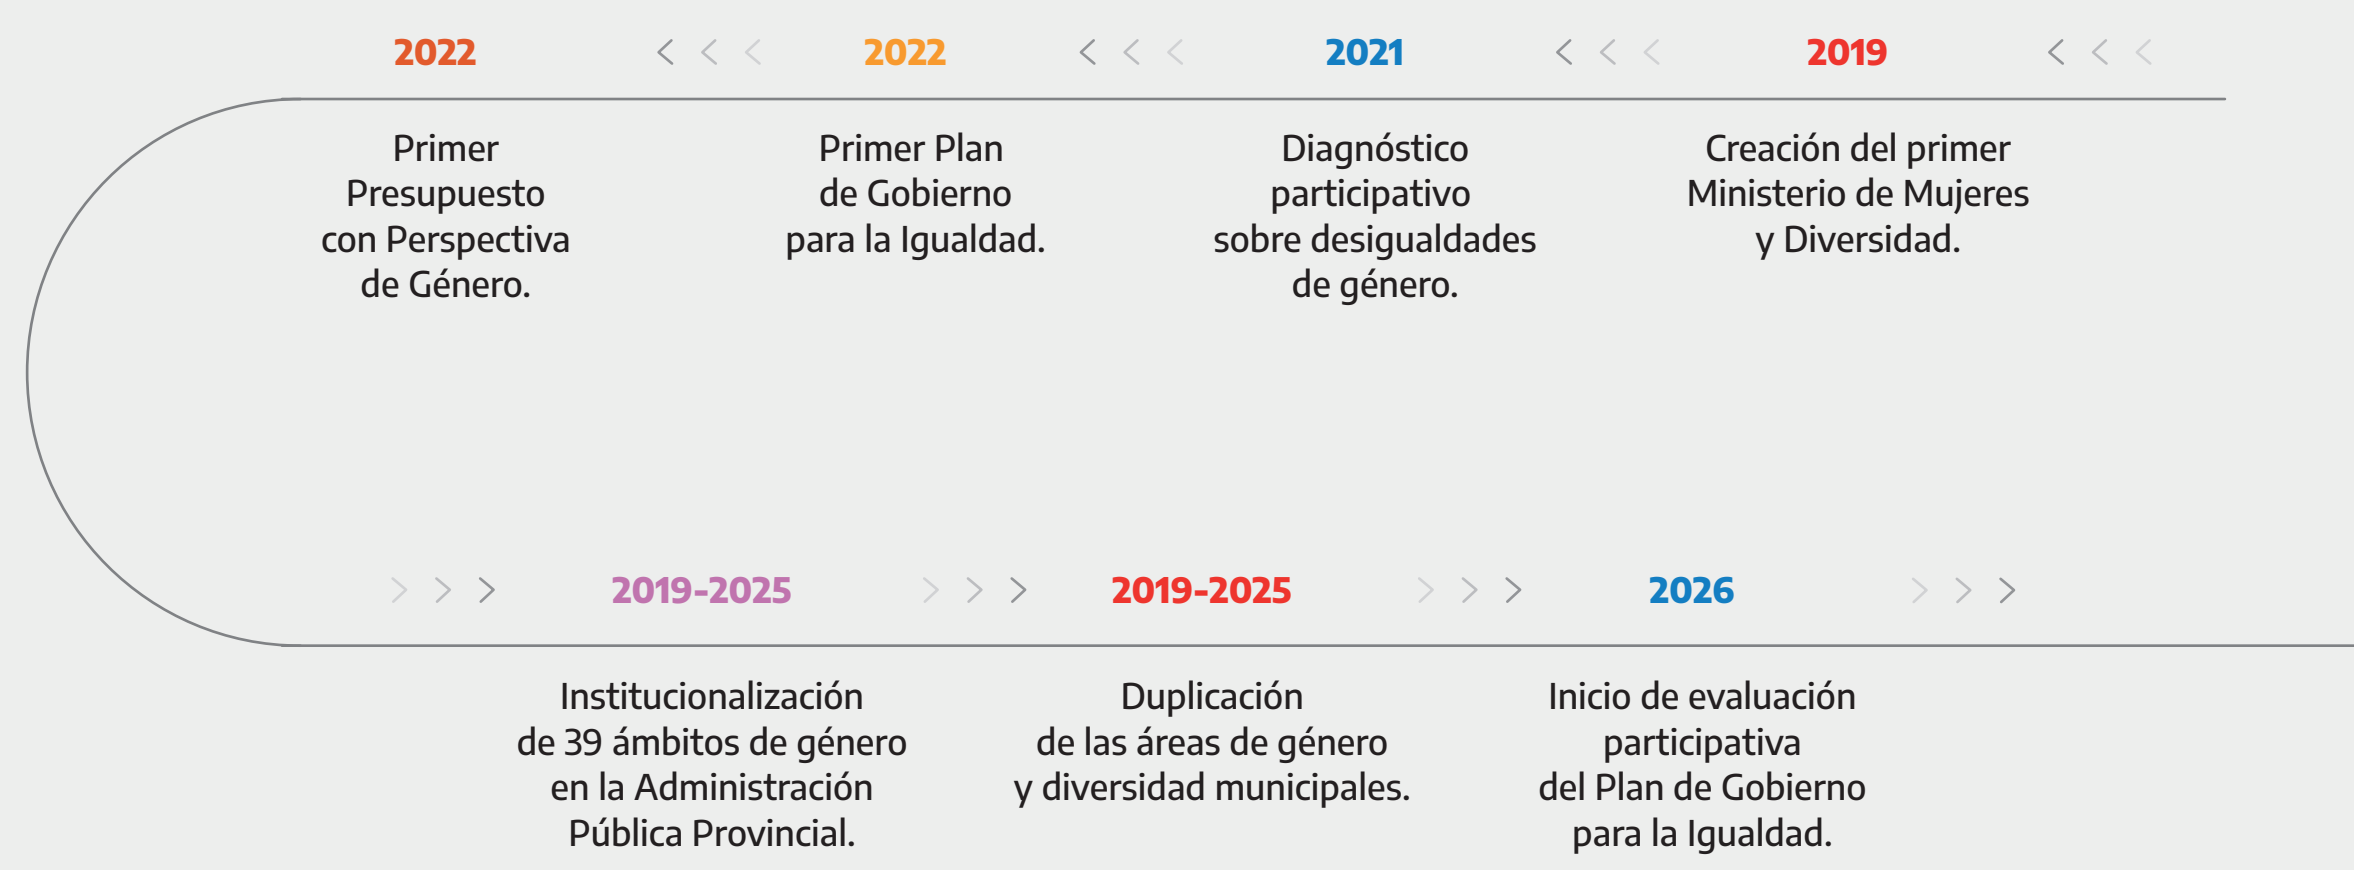 2022
Primer
Presupuesto
con Perspectiva
de Género.
2022
Primer Plan
de Gobierno
para la Igualdad.
2021
Diagnóstico
participativo
sobre desigualdades
de género.
2019
Creación del primer
Ministerio de Mujeres
y Diversidad.
2019-2025
Institucionalización
de 39 ámbitos de género
en la Administración
Pública Provincial.
2019-2025
Duplicación
de las áreas de género
y diversidad municipales.
2026
Inicio de evaluación
participativa
del Plan de Gobierno
para la Igualdad.